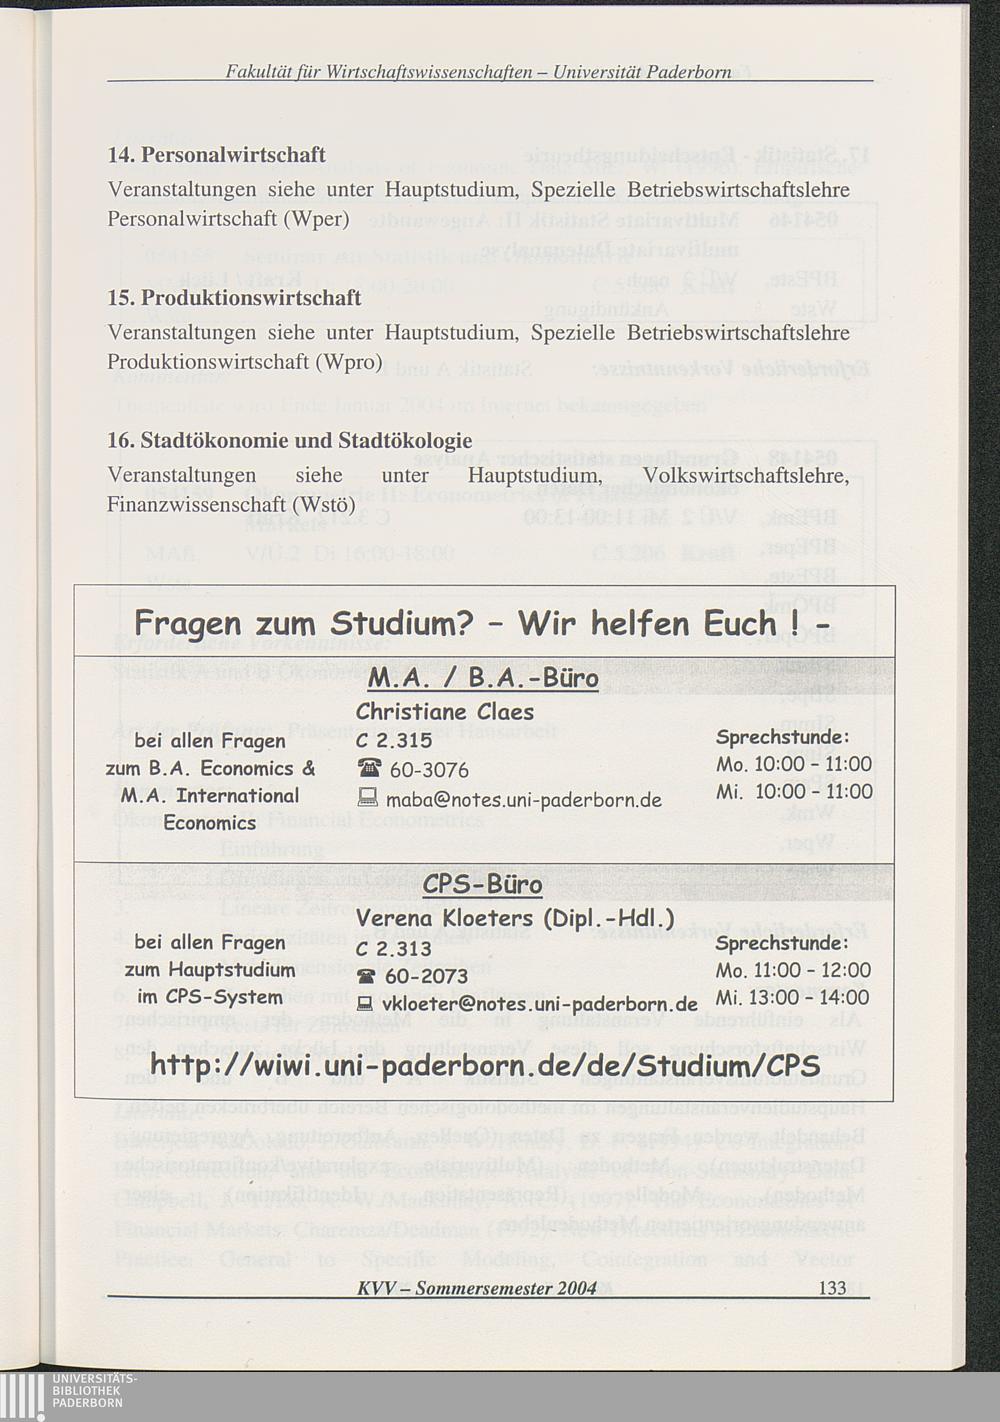 Fakultät für Wirtschaftswissenschaften – Universität Paderborn
14. Personalwirtschaft
Veranstaltungen siehe unter Hauptstudium, Spezielle Betriebswirtschaftslehre
Personalwirtschaft (Wper)
15. Produktionswirtschaft
Veranstaltungen siehe unter Hauptstudium, Spezielle Betriebswirtschaftslehre
Produktionswirtschaft (Wpro)
16. Stadtökonomie und Stadtökologie
Veranstaltungen siehe unter Hauptstudium, Volkswirtschaftslehre,
Finanzwissenschaft (Wstö)
Fragen zum Studium? – Wir helfen Euch ! -
M.A. / B.A.-Büro
bei allen Fragen
zum B.A. Economics &
M.A. International
Economics
Christiane Claes
C 2.315
☎ 60-3076
maba@notes.uni-paderborn.de
Sprechstunde:
Mo. 10:00 - 11:00
Mi. 10:00 - 11:00
CPS-Büro
bei allen Fragen
zum Hauptstudium
im CPS-System
Verena Kloeters (Dipl.-Hdl.)
C 2.313
☎ 60-2073
vkloeter@notes.uni-paderborn.de
Sprechstunde:
Mo. 11:00 - 12:00
Mi. 13:00 - 14:00
http://wiwi.uni-paderborn.de/de/Studium/CPS
KVV – Sommersemester 2004 133
UNIVERSITÄTS-
BIBLIOTHEK
PADERBORN